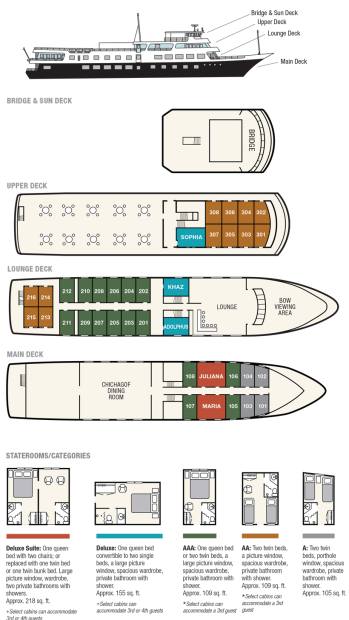 Bridge & Sun Deck
Upper Deck
Lounge Deck
Main Deck
BRIDGE & SUN DECK
BRIDGE
UPPER DECK
308 306 304 302
SOPHIA
307 305 303 301
LOUNGE DECK
216 214
212 210 208 206 204 202
KHAZ
LOUNGE
BOW
VIEWING
AREA
215 213
211 209 207 205 203 201
ADOLPHUS
MAIN DECK
CHICHAGOF
DINING
ROOM
108 JULIANA 106 104 102
107 MARIA 105 103 101
STATEROOMS/CATEGORIES
Deluxe Suite: One queen
bed with two chairs; or
replaced with one twin bed
or one twin bunk bed. Large
picture window, wardrobe,
two private bathrooms with
showers.
Approx. 218 sq. ft.
+Select cabins can accommodate
3rd or 4th guests
Deluxe: One queen bed
convertible to two single
beds, a large picture
window, spacious wardrobe,
private bathroom with
shower.
Approx. 155 sq. ft.
+Select cabins can
accommodate 3rd or 4th guests
AAA: One queen bed
or two twin beds, a
large picture window,
spacious wardrobe,
private bathroom with
shower.
Approx. 109 sq. ft.
*Select cabins can
accommodate a 3rd guest
AA: Two twin
beds, a picture
window, spacious
wardrobe, private
bathroom with
shower.
Approx. 109 sq. ft.
*Select cabins can
accommodate a 3rd
guest
A: Two twin
beds, porthole
windows, spacious
wardrobe, private
bathroom with
shower.
Approx. 105 sq. ft.